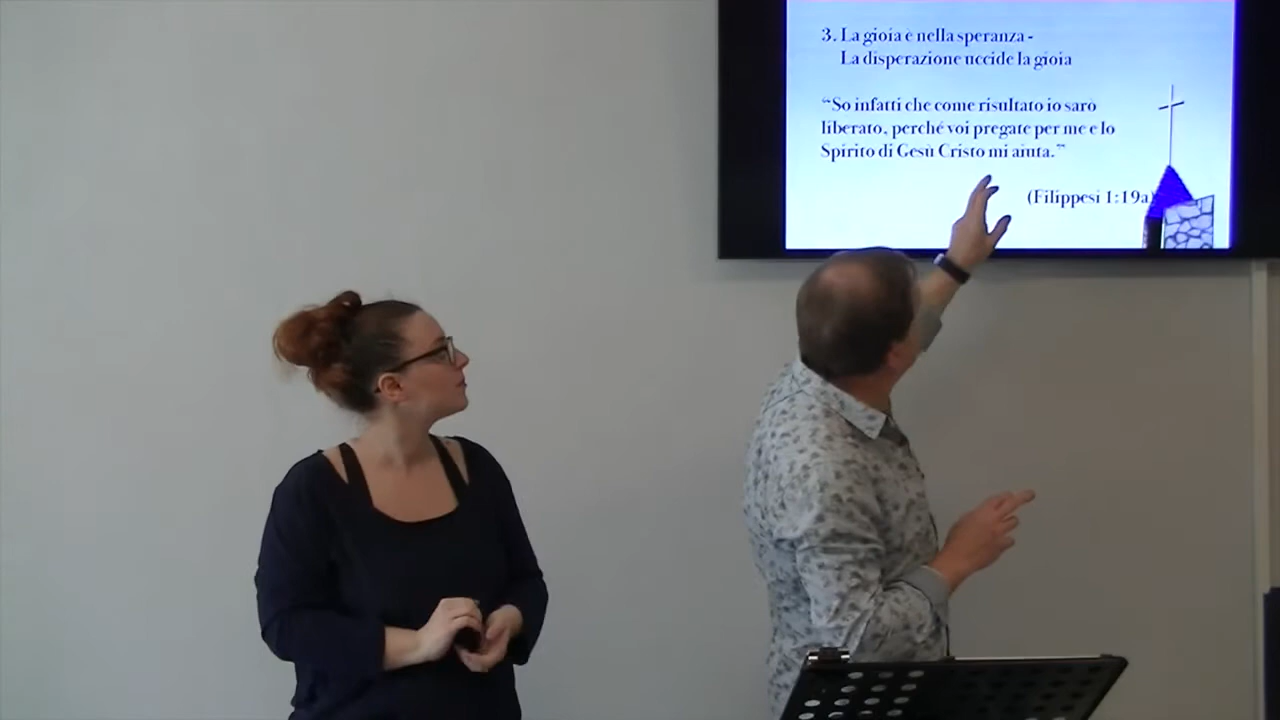 3. La gioia è nella speranza -
La disperazione uccide la gioia
“So infatti che come risultato io sarò
liberato, perché voi pregate per me e lo
Spirito di Gesù Cristo mi aiuta.”
(Filippesi 1:19a)